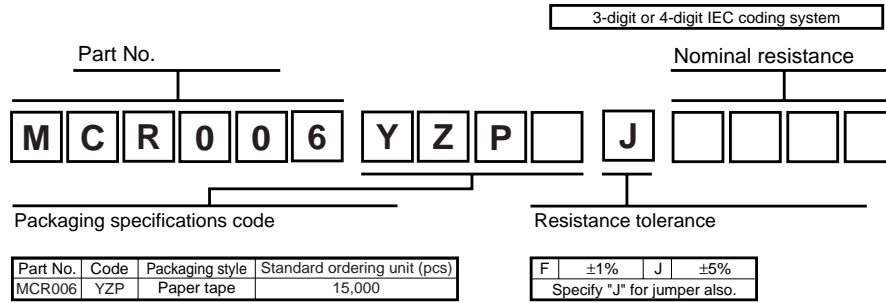 3-digit or 4-digit IEC coding system
Part No.
Nominal resistance
M C R 0 0 6 Y Z P J
Packaging specifications code
Resistance tolerance
Part No. Code Packaging style Standard ordering unit (pcs)
MCR006 YZP Paper tape 15,000
F ±1% J ±5%
Specify "J" for jumper also.